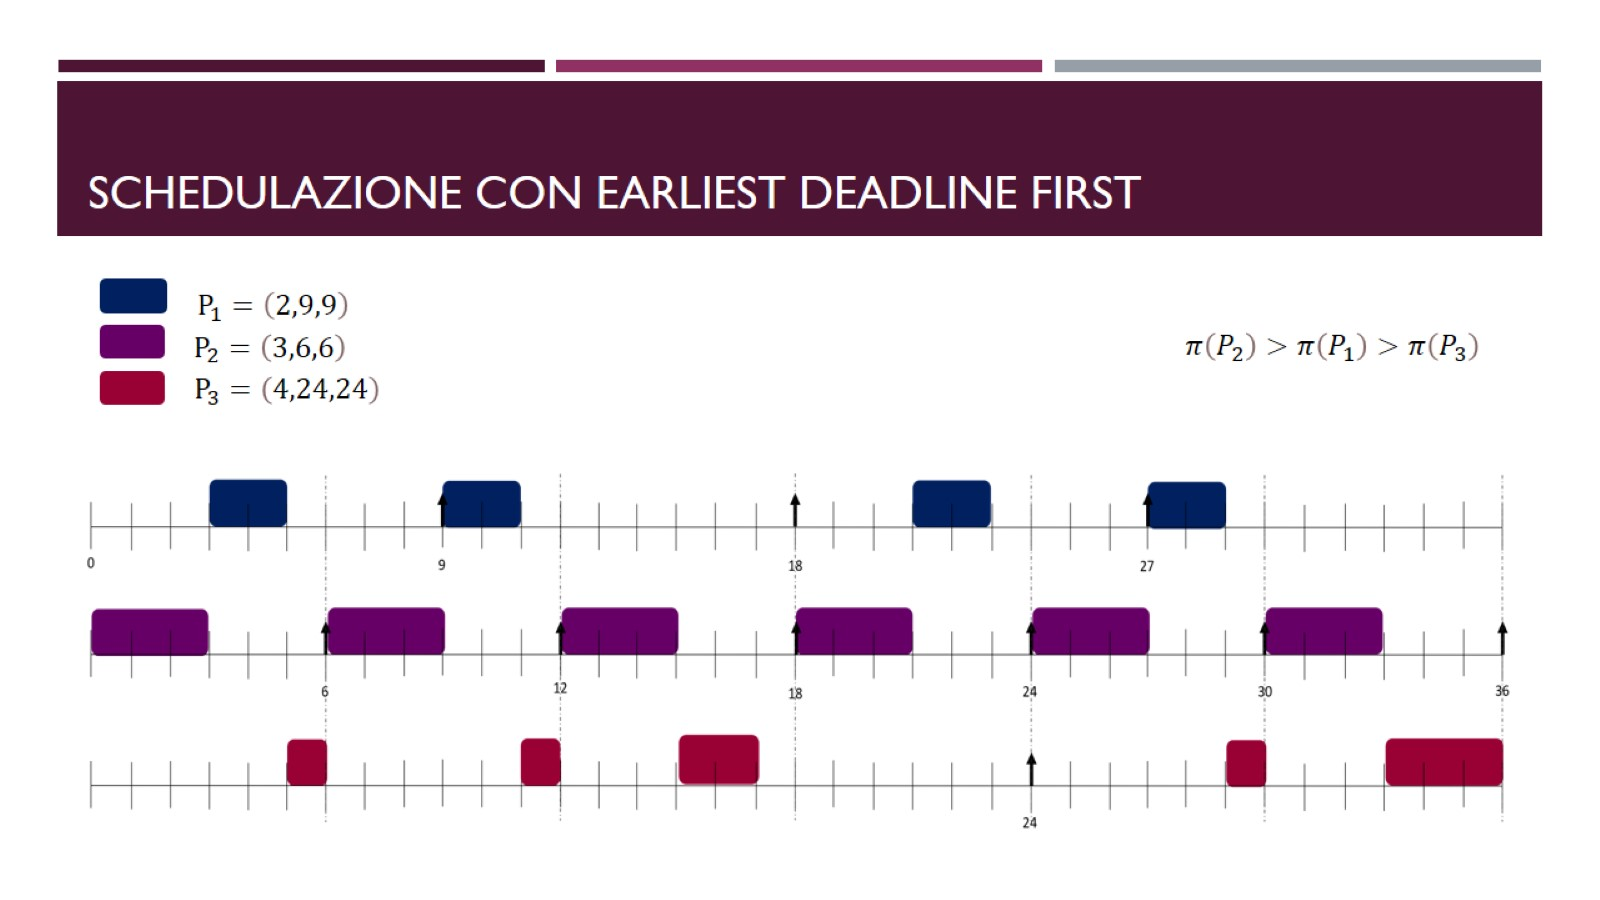 SCHEDULAZIONE CON EARLIEST DEADLINE FIRST
P₁ = (2,9,9)
P₂ = (3,6,6)
P₃ = (4,24,24)
π(P₂) > π(P₁) > π(P₃)
0 9 18 27
6 12 18 24 30 36
24